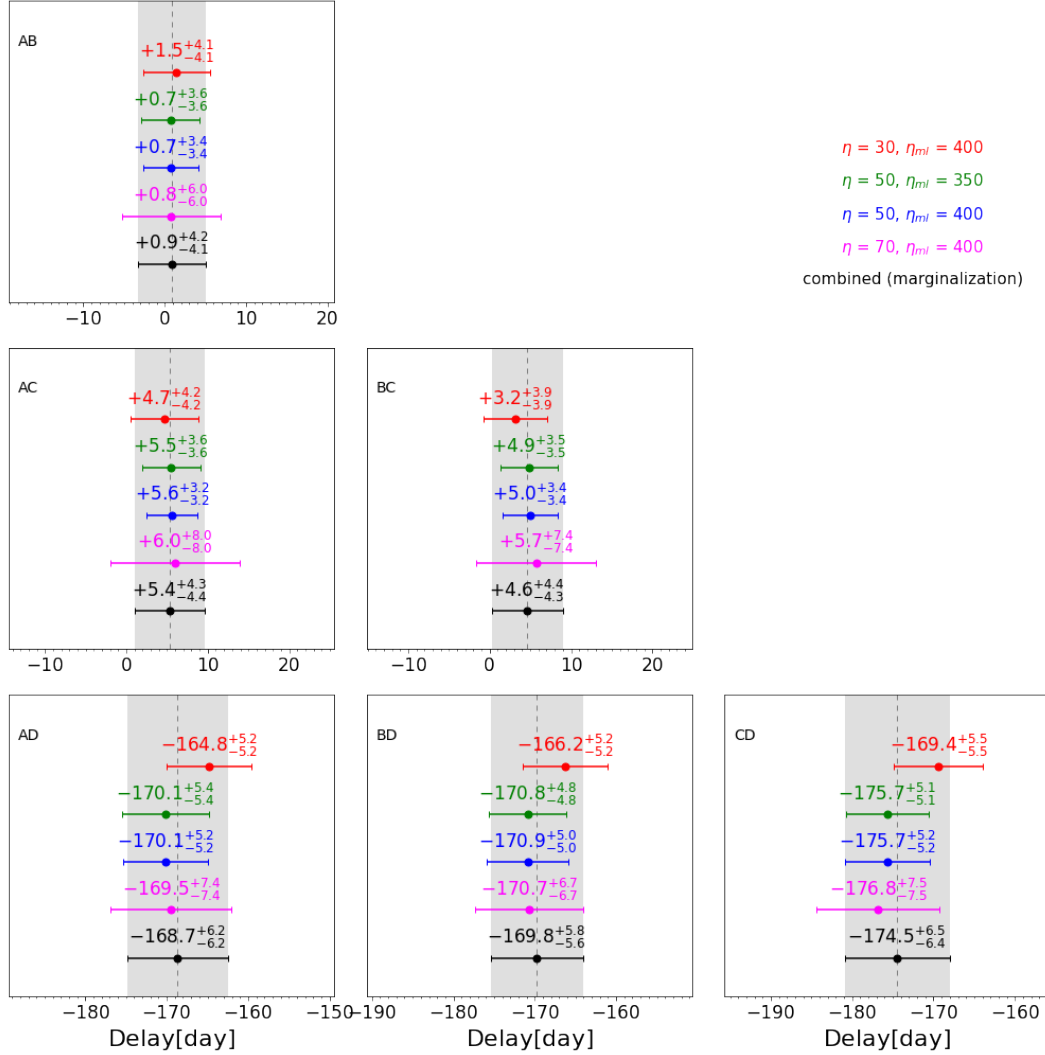 AB
+1.5 +4.1 −4.1
+0.7 +3.6 −3.6
+0.7 +3.4 −3.4
+0.8 +6.0 −6.0
+0.9 +4.2 −4.1
−10 0 10 20
η = 30, ηml = 400
η = 50, ηml = 350
η = 50, ηml = 400
η = 70, ηml = 400
combined (marginalization)
AC
+4.7 +4.2 −4.2
+5.5 +3.6 −3.6
+5.6 +3.2 −3.2
+6.0 +8.0 −8.0
+5.4 +4.3 −4.4
−10 0 10 20
BC
+3.2 +3.9 −3.9
+4.9 +3.5 −3.5
+5.0 +3.4 −3.4
+5.7 +7.4 −7.4
+4.6 +4.4 −4.3
−10 0 10 20
AD
−164.8 +5.2 −5.2
−170.1 +5.4 −5.4
−170.1 +5.2 −5.2
−169.5 +7.4 −7.4
−168.7 +6.2 −6.2
−180 −170 −160 −150
Delay[day]
BD
−166.2 +5.2 −5.2
−170.8 +4.8 −4.8
−170.9 +5.0 −5.0
−170.7 +6.7 −6.7
−169.8 +5.8 −5.6
−190 −180 −170 −160
Delay[day]
CD
−169.4 +5.5 −5.5
−175.7 +5.1 −5.1
−175.7 +5.2 −5.2
−176.8 +7.5 −7.5
−174.5 +6.5 −6.4
−190 −180 −170 −160
Delay[day]